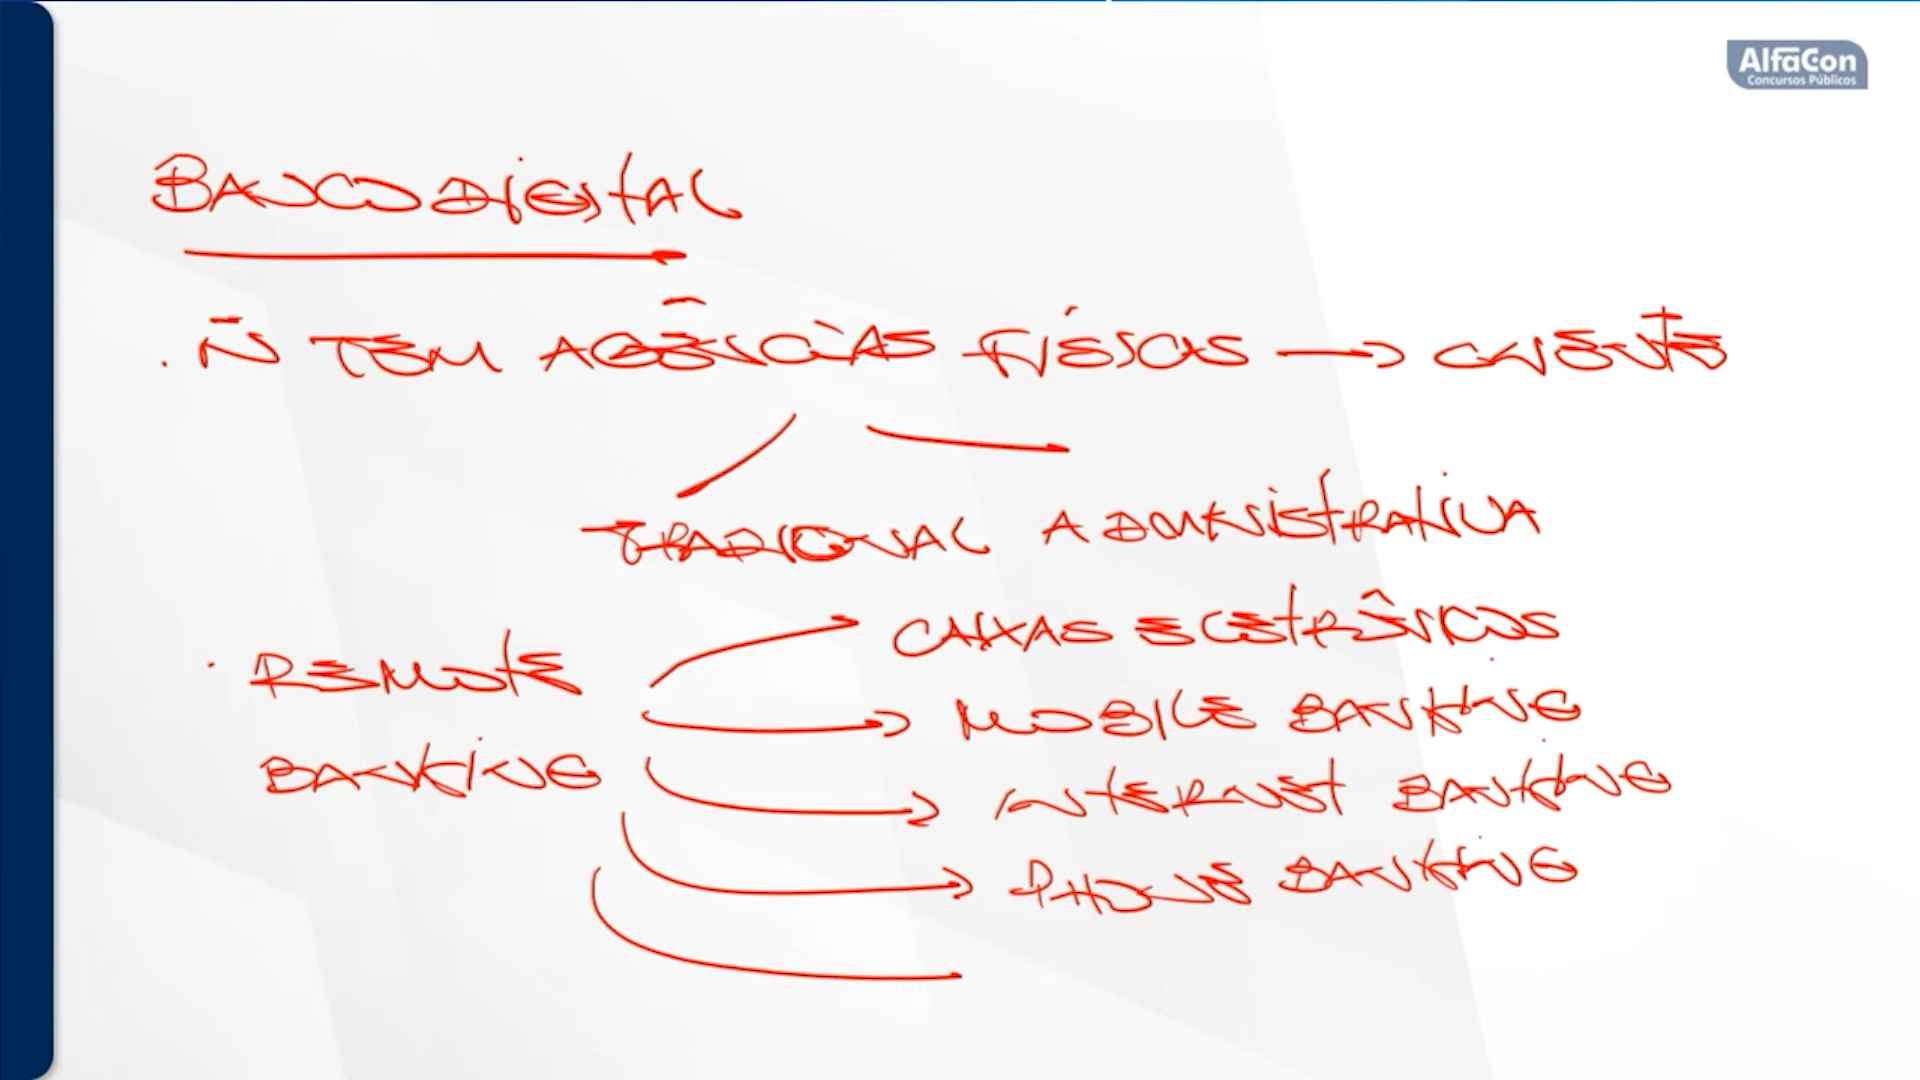 AlfaCon
Concursos Públicos
BANCO DIGITAL
. Ñ TEM AGÊNCIAS FÍSICAS → CLIENTE
TRADICIONAL ADMINISTRATIVA
CAIXAS ELETRÔNICOS
· REMOTE
MOBILE BANKING
BANKING
INTERNET BANKING
PHONE BANKING